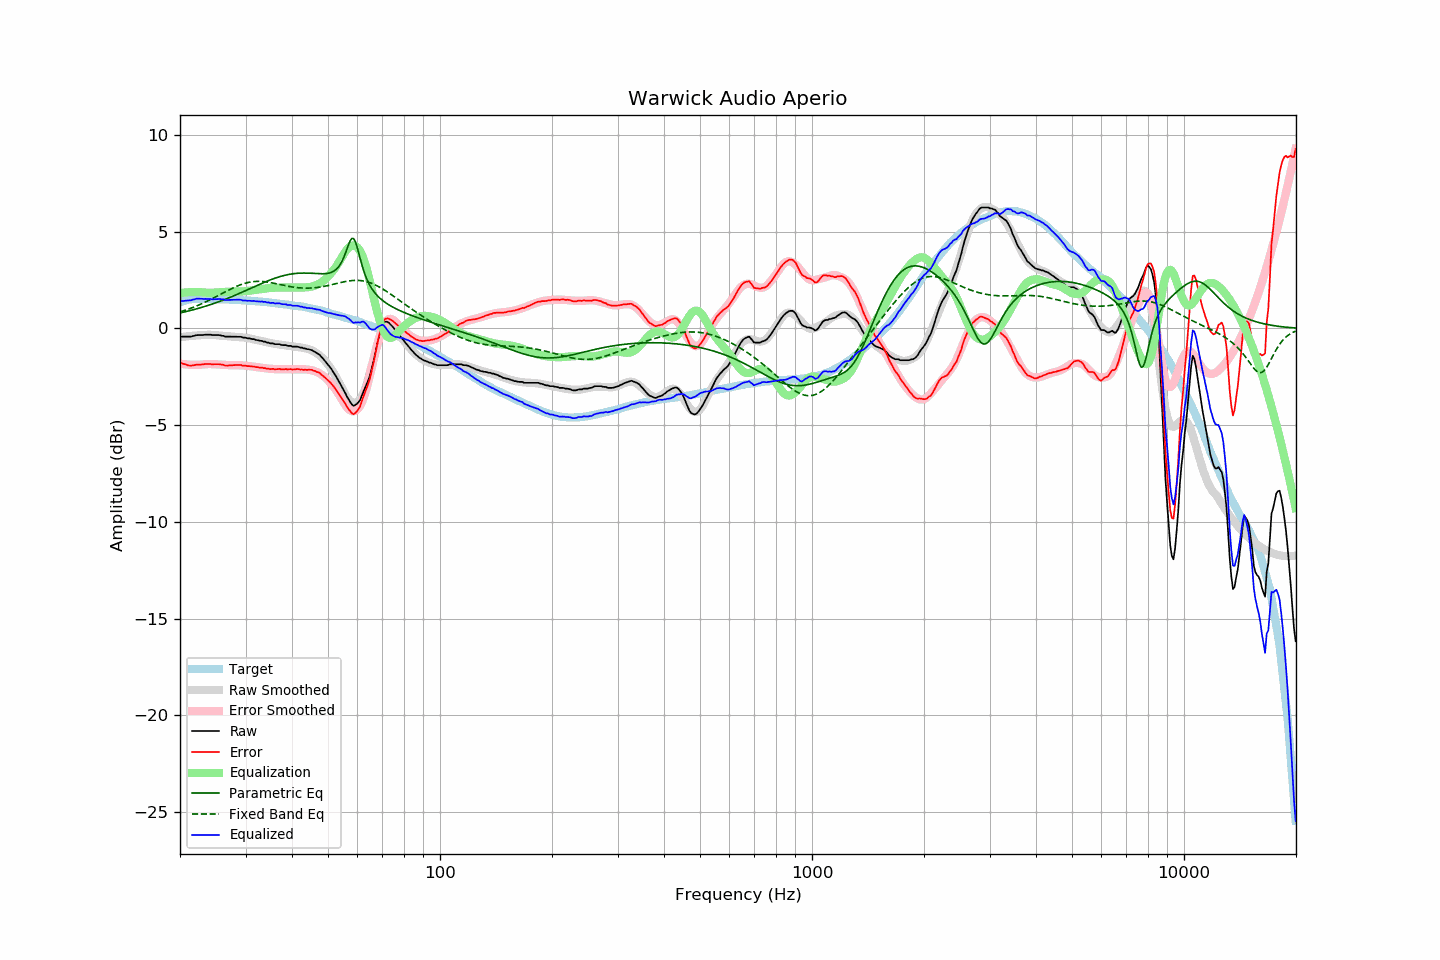 Warwick Audio Aperio
10
5
0
−5
−10
−15
−20
−25
Amplitude (dBr)
Target
Raw Smoothed
Error Smoothed
Raw
Error
Equalization
Parametric Eq
Fixed Band Eq
Equalized
100
1000
10000
Frequency (Hz)